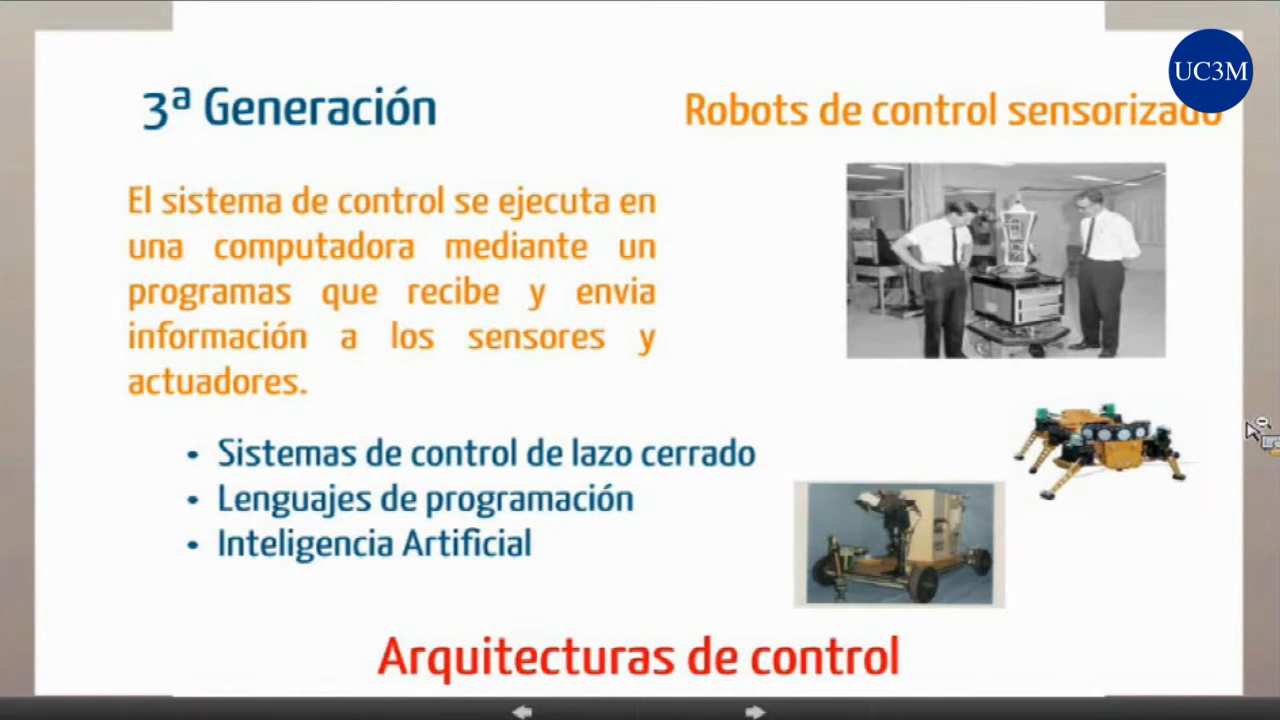 UC3M
3ª Generación
Robots de control sensorizado
El sistema de control se ejecuta en
una computadora mediante un
programas que recibe y envia
información a los sensores y
actuadores.
• Sistemas de control de lazo cerrado
• Lenguajes de programación
• Inteligencia Artificial
Arquitecturas de control